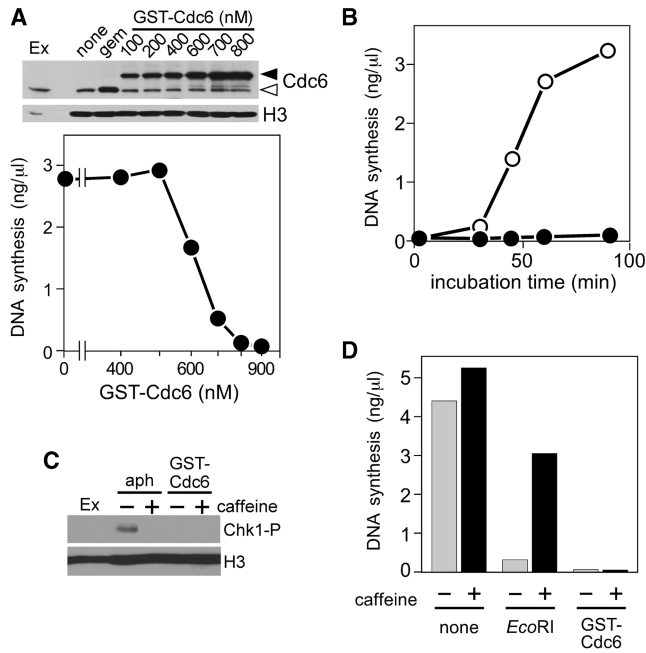 A
GST-Cdc6 (nM)
Ex none gem 100 200 400 600 700 800
Cdc6
H3
DNA synthesis (ng/μl)
3
2
1
0
0 400 600 900
GST-Cdc6 (nM)
B
DNA synthesis (ng/μl)
3
2
1
0
0 50 100
incubation time (min)
C
GST-
Cdc6
aph
Ex − + − + caffeine
Chk1-P
H3
D
DNA synthesis (ng/μl)
5
4
3
2
1
0
caffeine − + − + − +
none EcoRI GST-
Cdc6